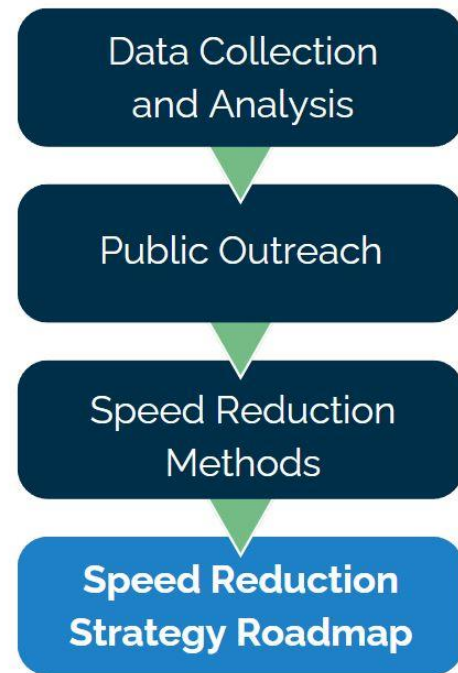 Data Collection
and Analysis
Public Outreach
Speed Reduction
Methods
Speed Reduction
Strategy Roadmap